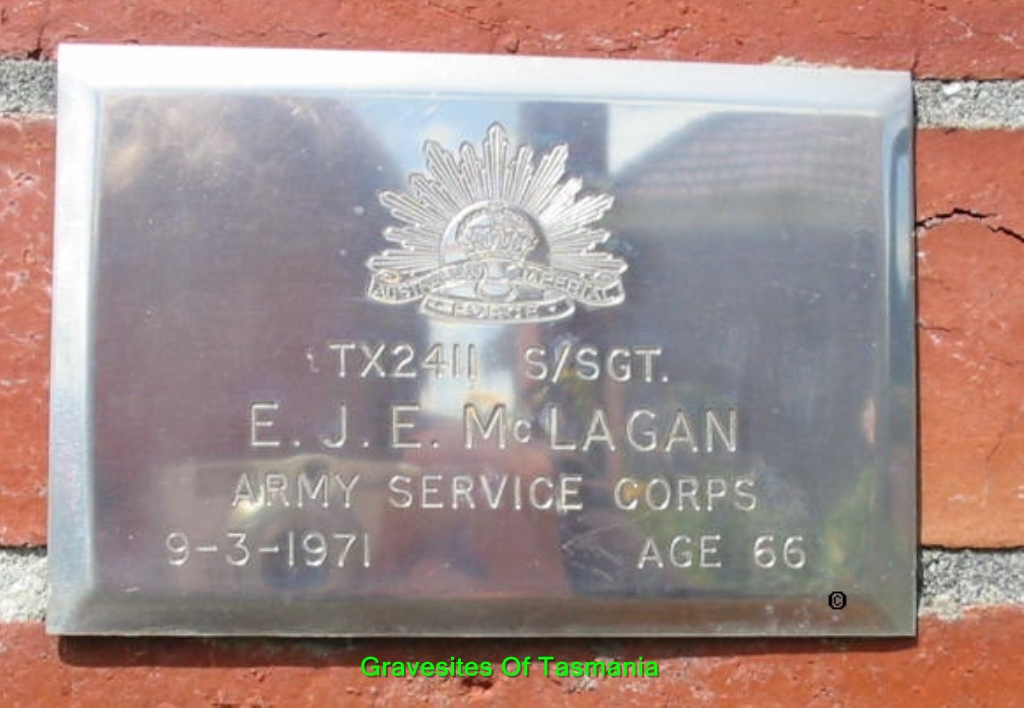 AUSTRALIAN IMPERIAL
FORCE
TX2411 S/SGT.
E. J. E. McLAGAN
ARMY SERVICE CORPS
9-3-1971 AGE 66
©
Gravesites Of Tasmania